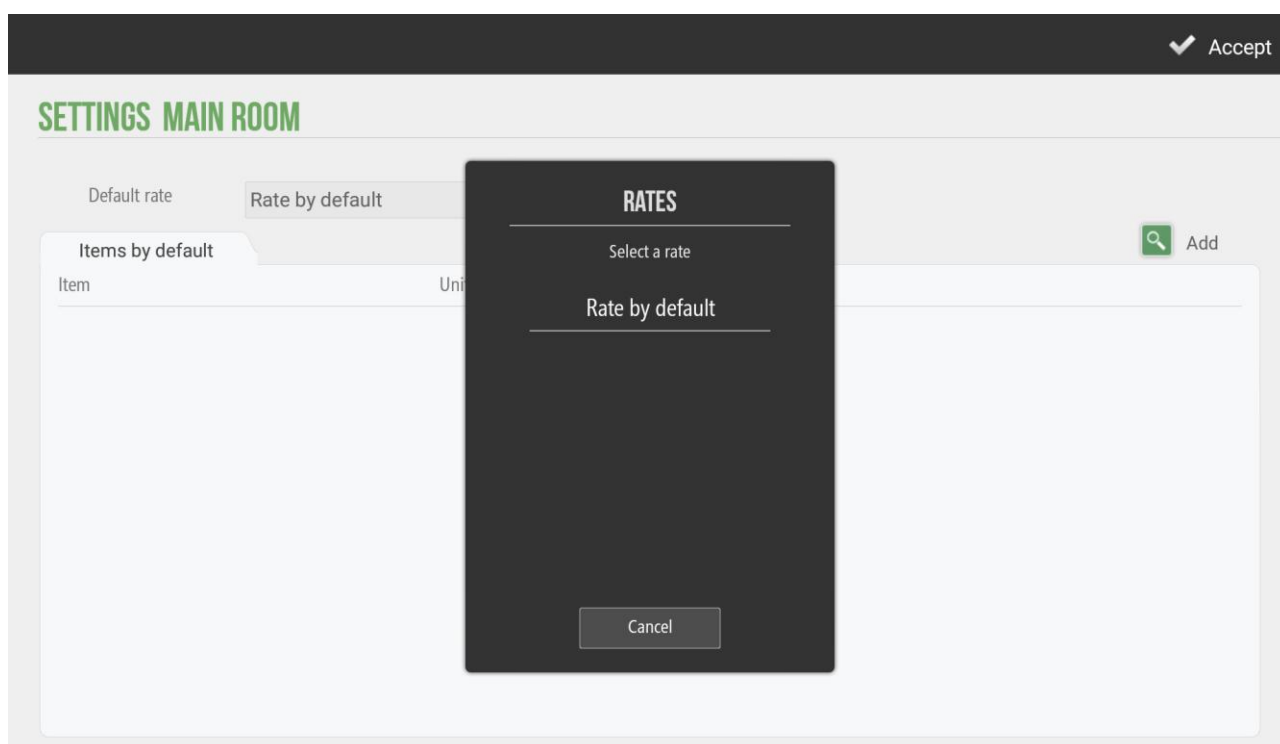 Accept
SETTINGS MAIN ROOM
Default rate
Rate by default
Items by default
Add
Item
RATES
Select a rate
Rate by default
Cancel